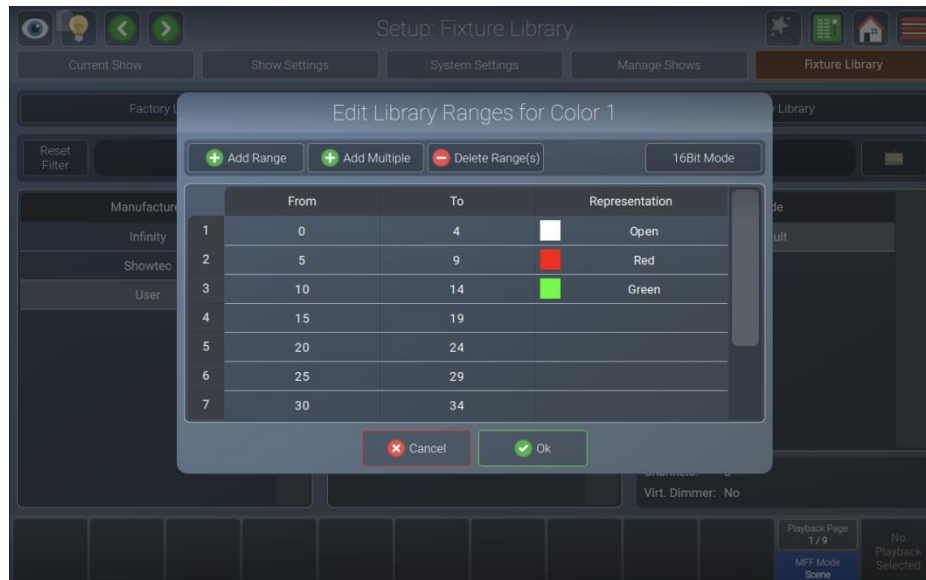 Setup: Fixture Library
Current Show
Show Settings
System Settings
Manage Shows
Fixture Library
Factory L
Library
Edit Library Ranges for Color 1
Reset
Filter
Add Range
Add Multiple
Delete Range(s)
16Bit Mode
Manufacture
Infinity
Showtec
User
From To Representation
1 0 4 Open
2 5 9 Red
3 10 14 Green
4 15 19
5 20 24
6 25 29
7 30 34
Cancel
Ok
Virt. Dimmer: No
Playback Page
1 / 9
MFF Mode
Scene
No
Playback
Selected